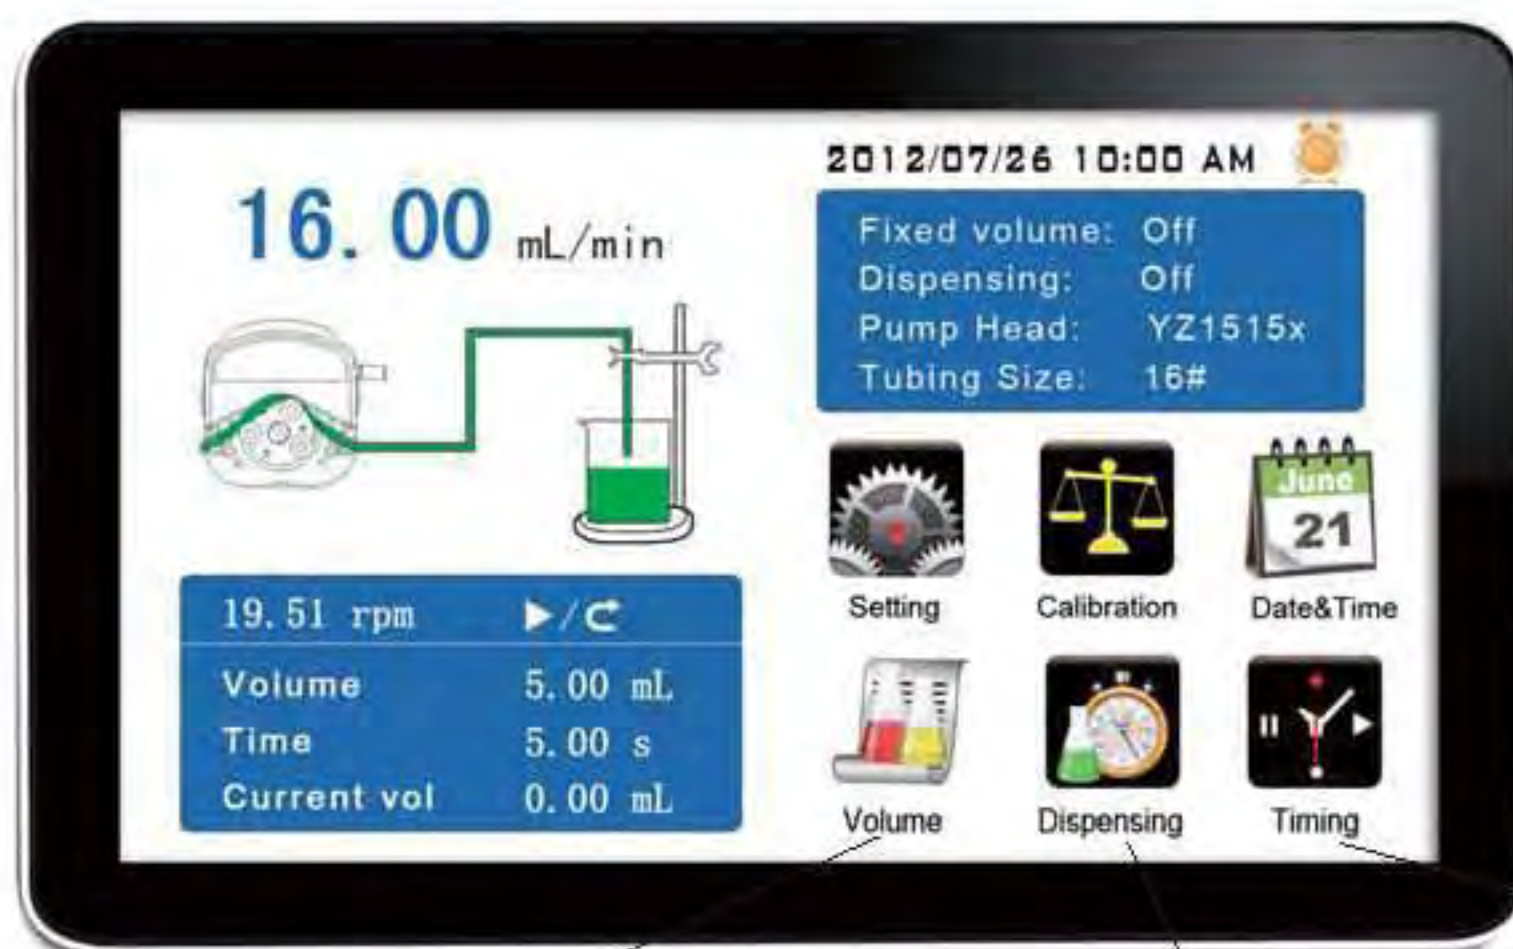 2012/07/26 10:00 AM
16.00 mL/min
Fixed volume: Off
Dispensing: Off
Pump Head: YZ1515x
Tubing Size: 16#
June
21
Setting
Calibration
Date&Time
19.51 rpm
Volume 5.00 mL
Time 5.00 s
Current vol 0.00 mL
Volume
Dispensing
Timing